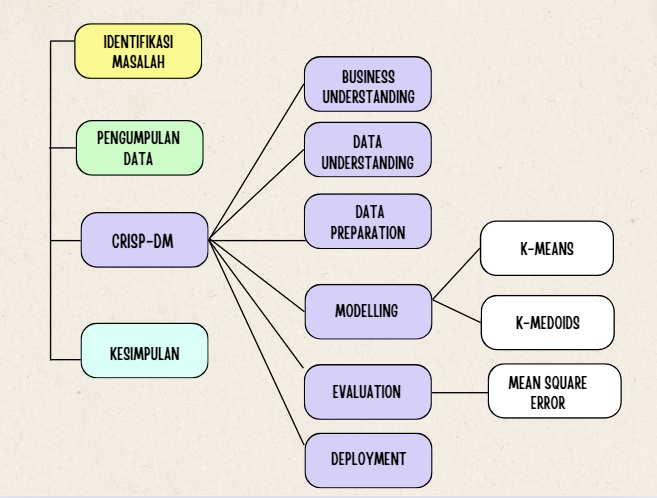 IDENTIFIKASI
MASALAH
PENGUMPULAN
DATA
CRISP-DM
KESIMPULAN
BUSINESS
UNDERSTANDING
DATA
UNDERSTANDING
DATA
PREPARATION
MODELLING
EVALUATION
DEPLOYMENT
K-MEANS
K-MEDOIDS
MEAN SQUARE
ERROR